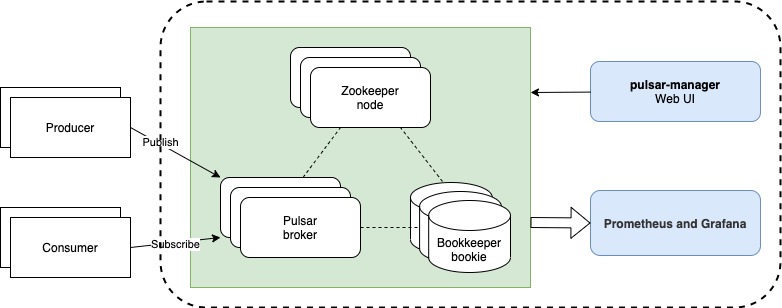 Zookeeper
node
pulsar-manager
Web UI
Producer
Publish
Pulsar
broker
Consumer
Subscribe
Bookkeeper
bookie
Prometheus and Grafana